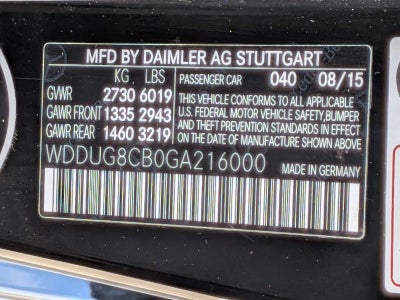 MFD BY DAIMLER AG STUTTGART
KG LBS PASSENGER CAR 040 08/15
GVWR 2730 6019
GAWR FRONT 1335 2943
GAWR REAR 1460 3219
THIS VEHICLE CONFORMS TO ALL APPLICABLE
U.S. FEDERAL MOTOR VEHICLE SAFETY, BUMPER
AND THEFT PREVENTION STANDARDS IN EFFECT
ON THE DATE OF MANUFACTURE SHOWN ABOVE
WDDUG8CB0GA216000 MADE IN GERMANY